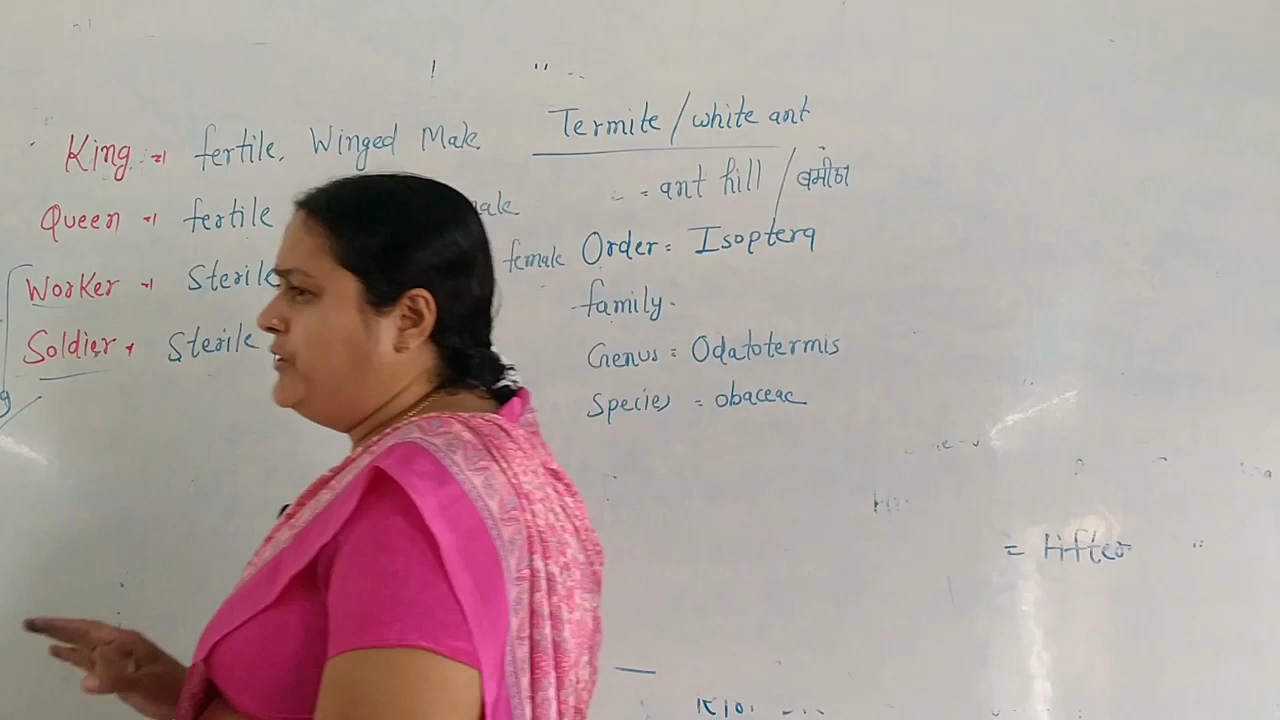 Termite / white ant
= ant hill / बमीठा
King = fertile, Winged Male
Queen = fertile
female
Worker = Sterile
Soldier = Sterile
Order = Isoptera
family.
Genus = Odatotermis
Species = obaceae